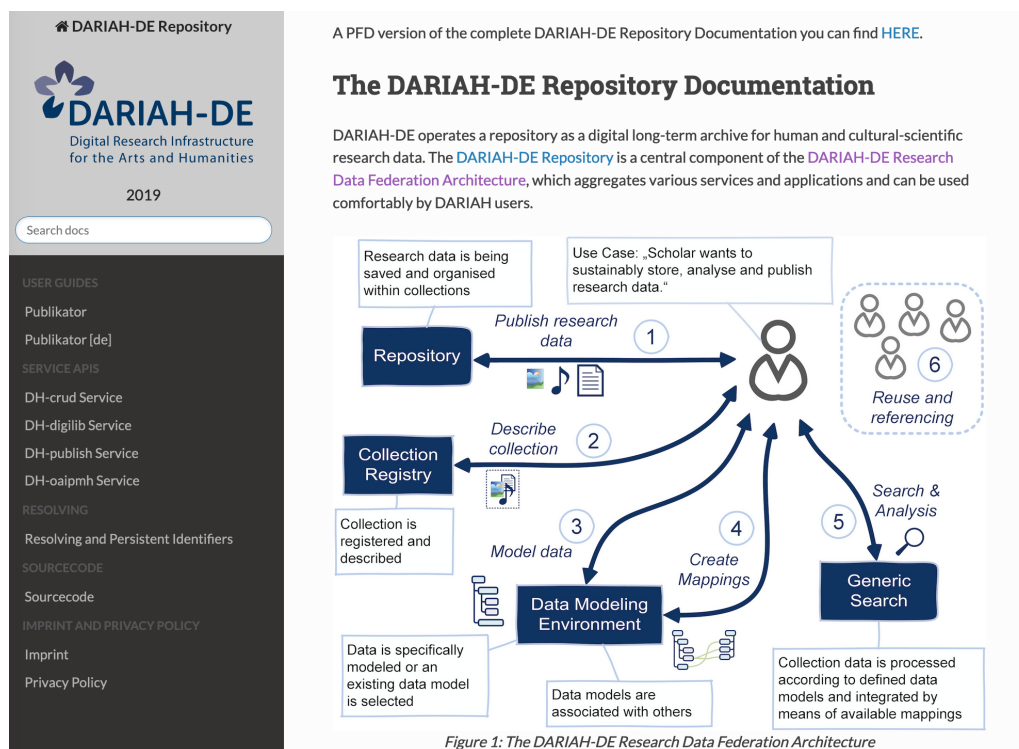 DARIAH-DE Repository
DARIAH-DE
Digital Research Infrastructure
for the Arts and Humanities
2019
Search docs
USER GUIDES
Publikator
Publikator [de]
SERVICE APIS
DH-crud Service
DH-digilib Service
DH-publish Service
DH-oaipmh Service
RESOLVING
Resolving and Persistent Identifiers
SOURCECODE
Sourcecode
IMPRINT AND PRIVACY POLICY
Imprint
Privacy Policy
A PFD version of the complete DARIAH-DE Repository Documentation you can find HERE.
The DARIAH-DE Repository Documentation
DARIAH-DE operates a repository as a digital long-term archive for human and cultural-scientific
research data. The DARIAH-DE Repository is a central component of the DARIAH-DE Research
Data Federation Architecture, which aggregates various services and applications and can be used
comfortably by DARIAH users.
Research data is being
saved and organised
within collections
Use Case: „Scholar wants to
sustainably store, analyse and publish
research data.“
Repository
Publish research
data
1
6
Reuse and
referencing
Collection
Registry
Describe
collection
2
Collection is
registered and
described
3
Model data
4
Create
Mappings
5
Search &
Analysis
Data Modeling
Environment
Generic
Search
Data is specifically
modeled or an
existing data model
is selected
Data models are
associated with others
Collection data is processed
according to defined data
models and integrated by
means of available mappings
Figure 1: The DARIAH-DE Research Data Federation Architecture